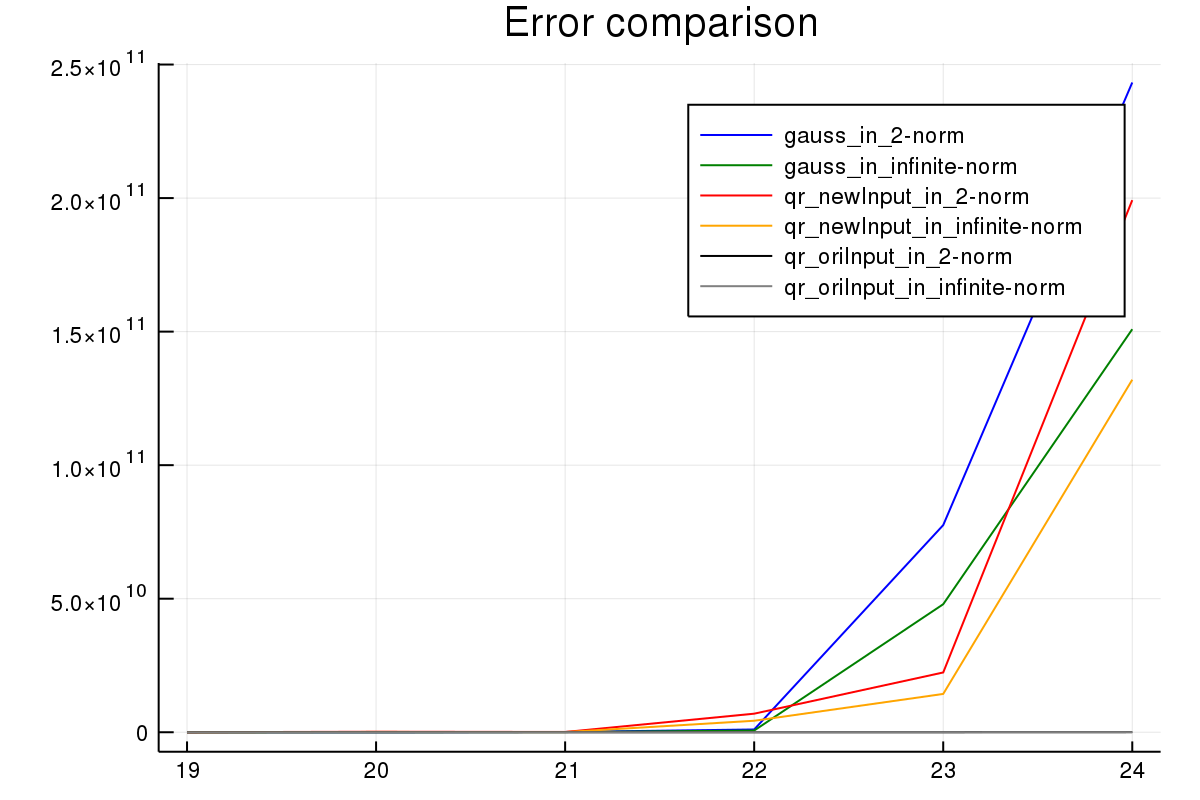 Error comparison
2.5×10^11
2.0×10^11
1.5×10^11
1.0×10^11
5.0×10^10
0
gauss_in_2-norm
gauss_in_infinite-norm
qr_newInput_in_2-norm
qr_newInput_in_infinite-norm
qr_oriInput_in_2-norm
qr_oriInput_in_infinite-norm
19 20 21 22 23 24